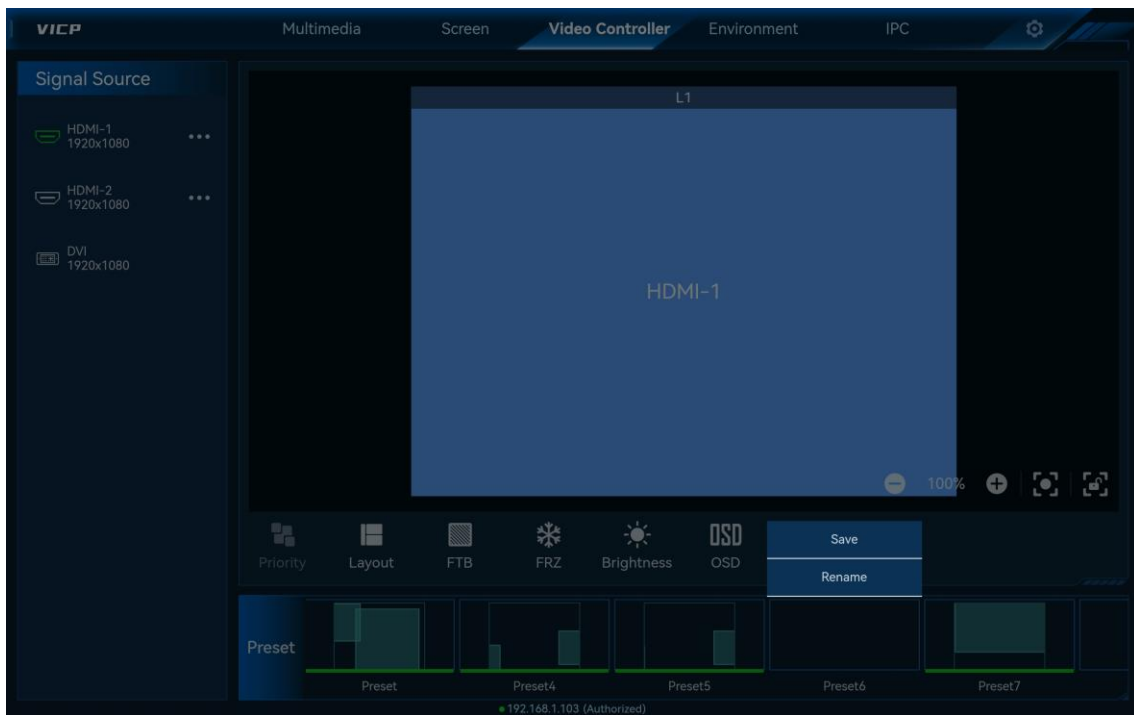 VICP
Multimedia
Screen
Video Controller
Environment
IPC
Signal Source
HDMI-1
1920x1080
HDMI-2
1920x1080
DVI
1920x1080
L1
HDMI-1
100%
Priority
Layout
FTB
FRZ
Brightness
OSD
OSD
Save
Rename
Preset
Preset
Preset4
Preset5
Preset6
Preset7
192.168.1.103 (Authorized)